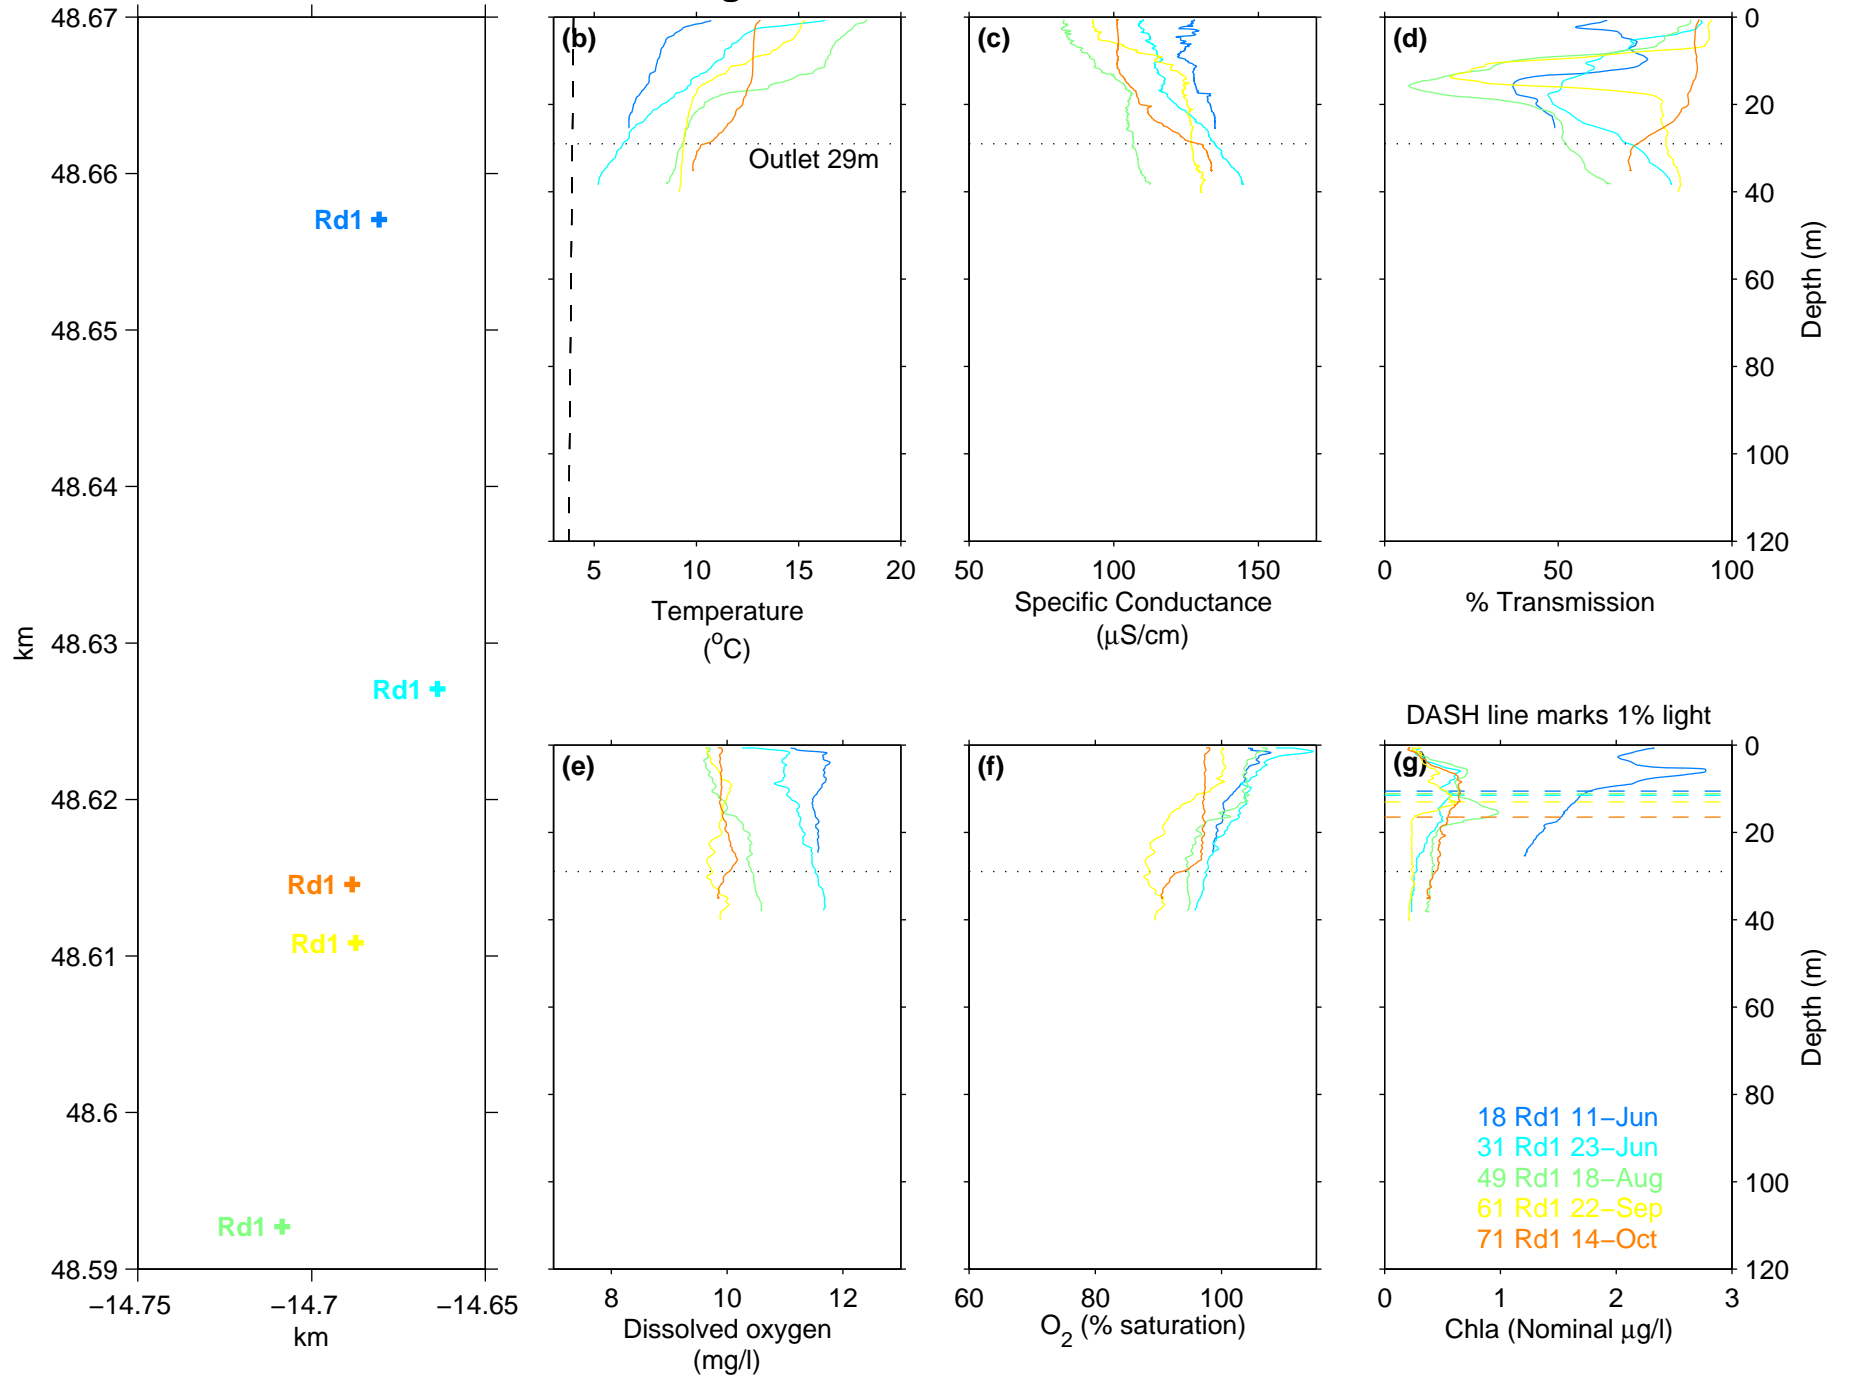 48.67
48.66
48.65
48.64
48.63
48.62
48.61
48.6
48.59
km
−14.75
−14.7
−14.65
km
Rd1
Rd1
Rd1
Rd1
Rd1
(b)
Outlet 29m
5
10
15
20
Temperature
(°C)
(c)
50
100
150
Specific Conductance
(μS/cm)
(d)
0
50
100
% Transmission
0
20
40
60
80
100
120
Depth (m)
(e)
8
10
12
Dissolved oxygen
(mg/l)
(f)
60
80
100
O2 (% saturation)
DASH line marks 1% light
(g)
18 Rd1 11−Jun
31 Rd1 23−Jun
49 Rd1 18−Aug
61 Rd1 22−Sep
71 Rd1 14−Oct
0
1
2
3
Chla (Nominal μg/l)
0
20
40
60
80
100
120
Depth (m)